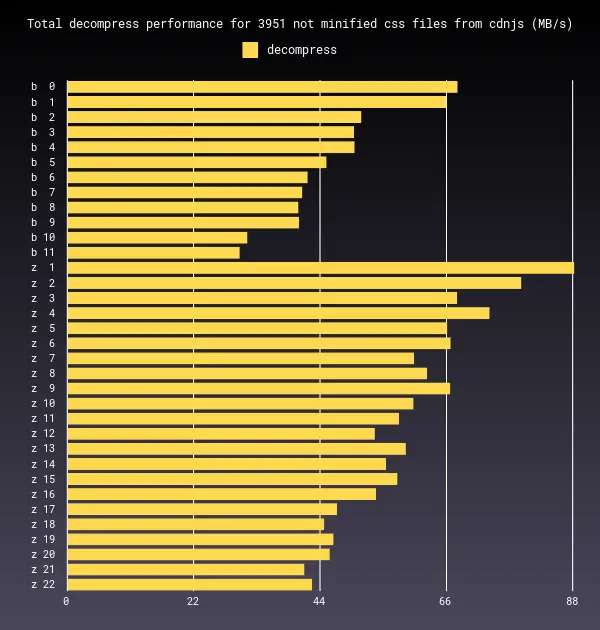 Total decompress performance for 3951 not minified css files from cdnjs (MB/s)
decompress
b 0
b 1
b 2
b 3
b 4
b 5
b 6
b 7
b 8
b 9
b 10
b 11
z 1
z 2
z 3
z 4
z 5
z 6
z 7
z 8
z 9
z 10
z 11
z 12
z 13
z 14
z 15
z 16
z 17
z 18
z 19
z 20
z 21
z 22
0 22 44 66 88